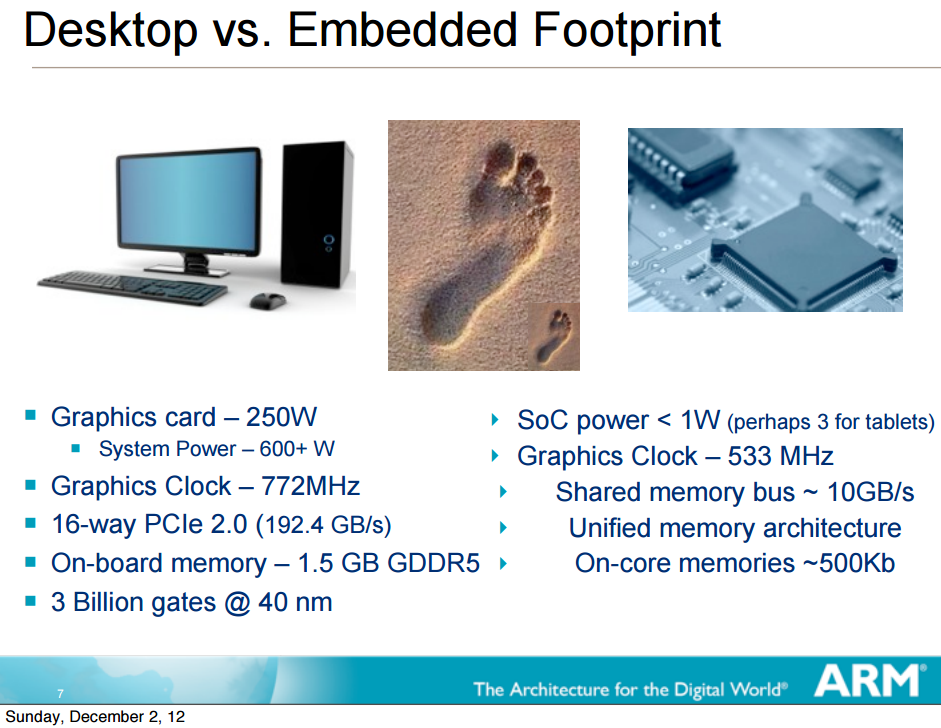 Desktop vs. Embedded Footprint
▪ Graphics card – 250W
▪ System Power – 600+ W
▪ Graphics Clock – 772MHz
▪ 16-way PCIe 2.0 (192.4 GB/s)
▪ On-board memory – 1.5 GB GDDR5
▪ 3 Billion gates @ 40 nm
‣ SoC power < 1W (perhaps 3 for tablets)
‣ Graphics Clock – 533 MHz
‣ Shared memory bus ~ 10GB/s
‣ Unified memory architecture
‣ On-core memories ~500Kb
7
The Architecture for the Digital World®
ARM®
Sunday, December 2, 12